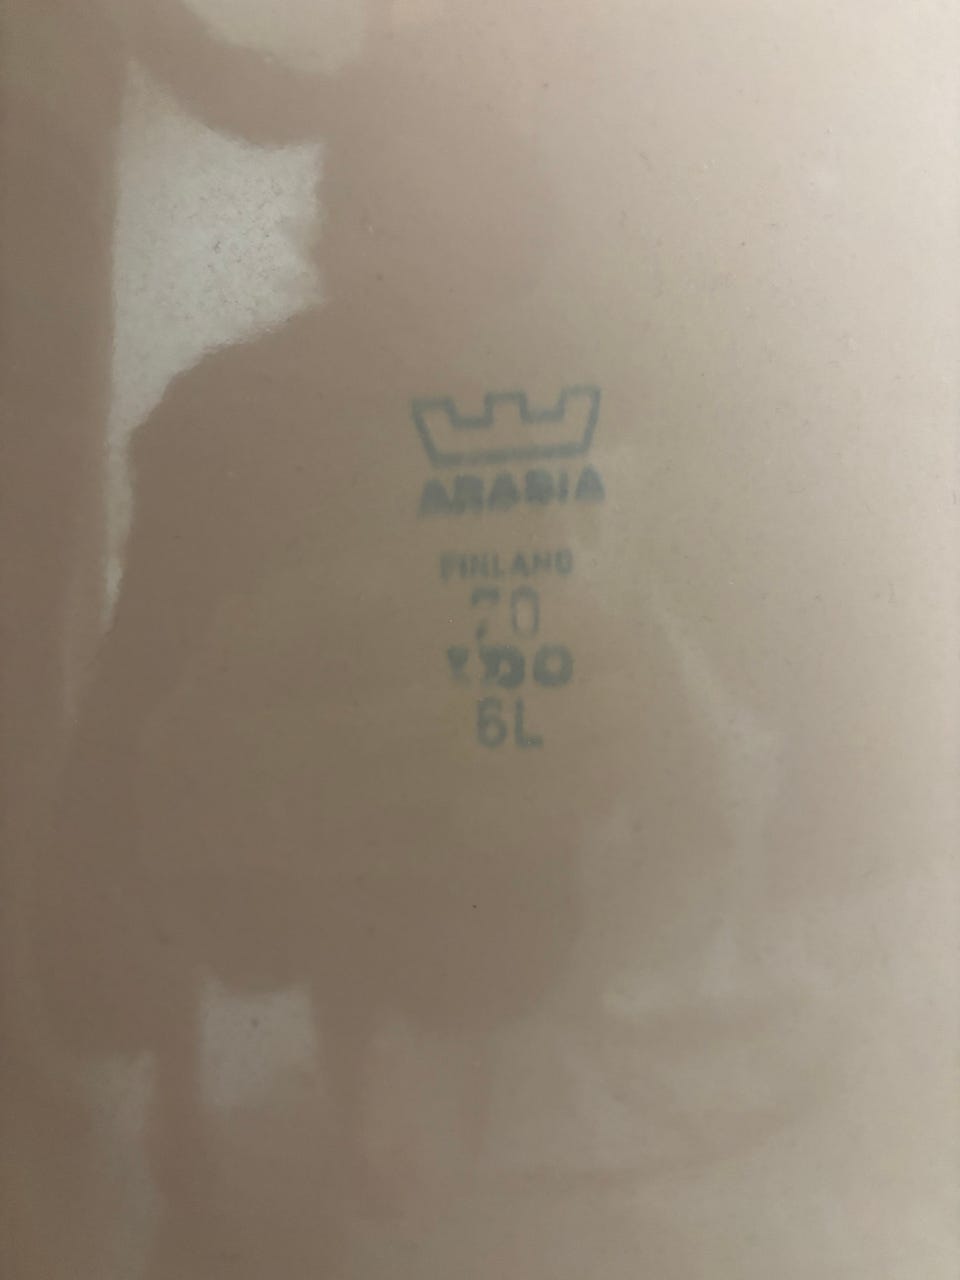 ARABIA
FINLAND
70
6L